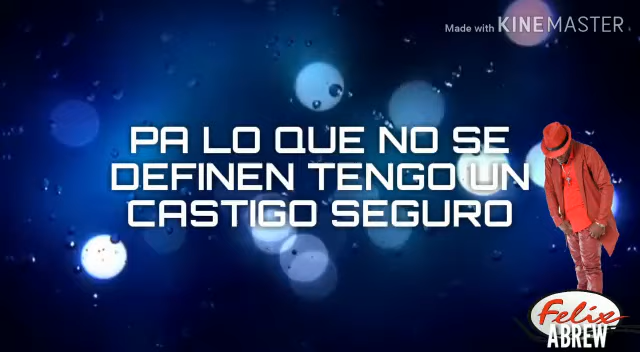 Made with KINEMASTER
PA LO QUE NO SE
DEFINEN TENGO UN
CASTIGO SEGURO
Felix
ABREW